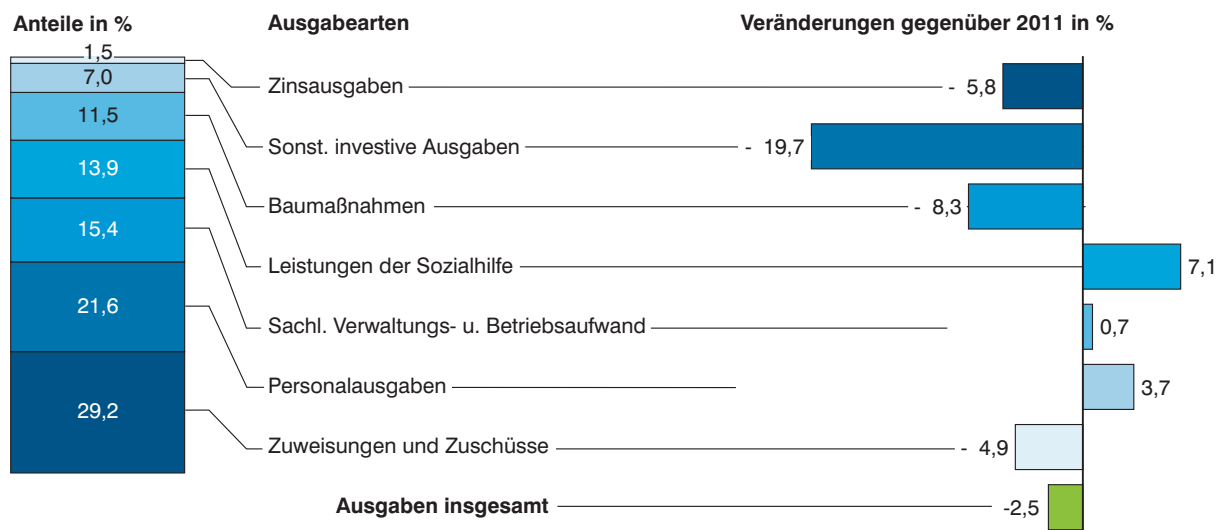 Anteile in % Ausgabearten Veränderungen gegenüber 2011 in %
1,5 Zinsausgaben - 5,8
7,0 Sonst. investive Ausgaben - 19,7
11,5 Baumaßnahmen - 8,3
13,9 Leistungen der Sozialhilfe 7,1
15,4 Sachl. Verwaltungs- u. Betriebsaufwand 0,7
21,6 Personalausgaben 3,7
29,2 Zuweisungen und Zuschüsse - 4,9
Ausgaben insgesamt -2,5